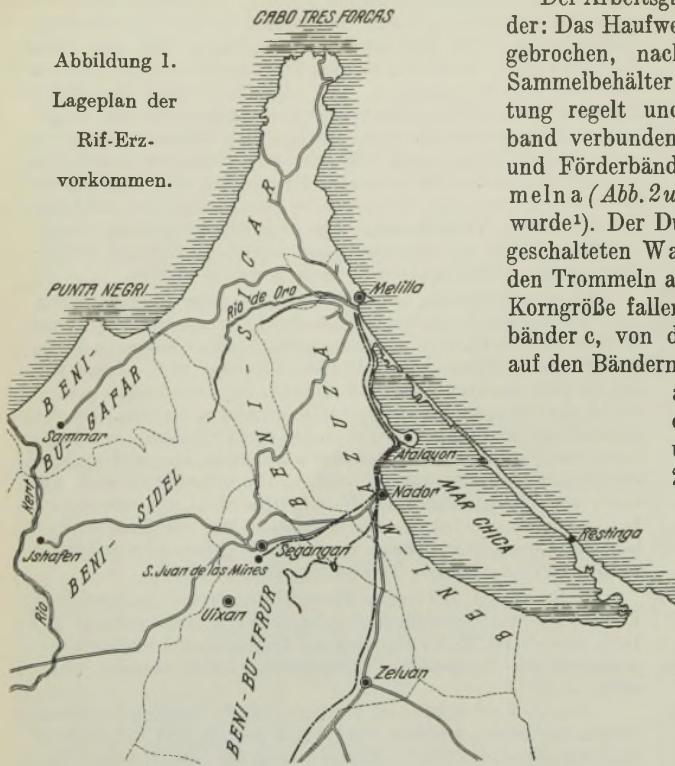 CABO TRES FORCAS
Abbildung 1.
Lageplan der
Rif-Erz-
vorkommen.
PUNTA NEGRI
BENI-SICAR
Rio de Oro
Melilla
BENI-
BU-GAFAR
Sammar
Kert
Rio
BENI-SIDEL
Jshafen
AZUZA
Atalayon
Nador
MAR CHICA
Restinga
Segangan
S. Juan de las Mines
Uixan
BENI-BU-IFRUR
BENI-
Zeluan
Der Arbeitsga
der: Das Haufwe
gebrochen, nach
Sammelbehälter
tung regelt und
band verbunden
und Förderbänd
meln a (Abb. 2 u
wurde¹). Der Du
geschalteten Wa
den Trommeln a
Korngröße fallen
bänder c, von d
auf den Bändern